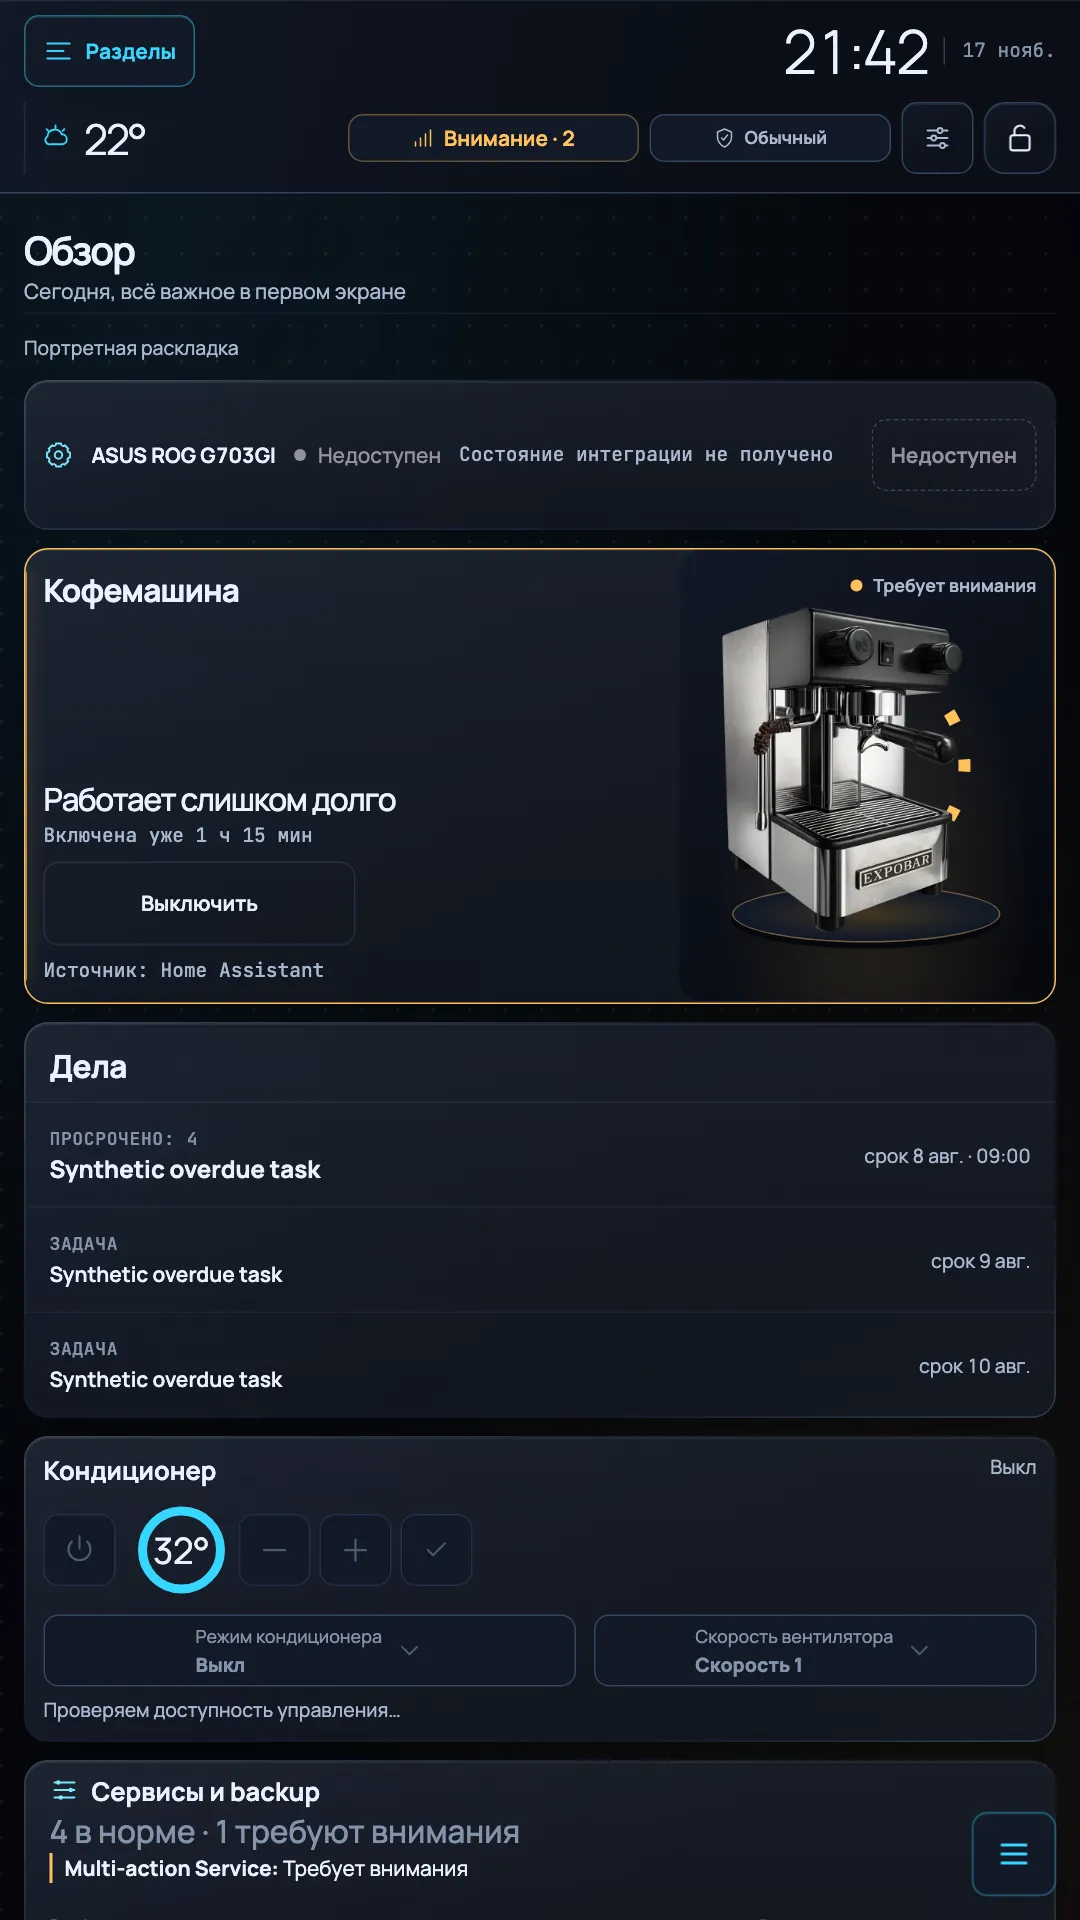 Разделы
21:42
17 нояб.
22°
Внимание · 2
Обычный
Обзор
Сегодня, всё важное в первом экране
Портретная раскладка
ASUS ROG G703GI
Недоступен
Состояние интеграции не получено
Недоступен
Кофемашина
Требует внимания
EXPOBAR
Работает слишком долго
Включена уже 1 ч 15 мин
Выключить
Источник: Home Assistant
Дела
ПРОСРОЧЕНО: 4
Synthetic overdue task
срок 8 авг. · 09:00
ЗАДАЧА
Synthetic overdue task
срок 9 авг.
ЗАДАЧА
Synthetic overdue task
срок 10 авг.
Кондиционер
Выкл
32°
Режим кондиционера
Выкл
Скорость вентилятора
Скорость 1
Проверяем доступность управления…
Сервисы и backup
4 в норме · 1 требуют внимания
Multi-action Service: Требует внимания